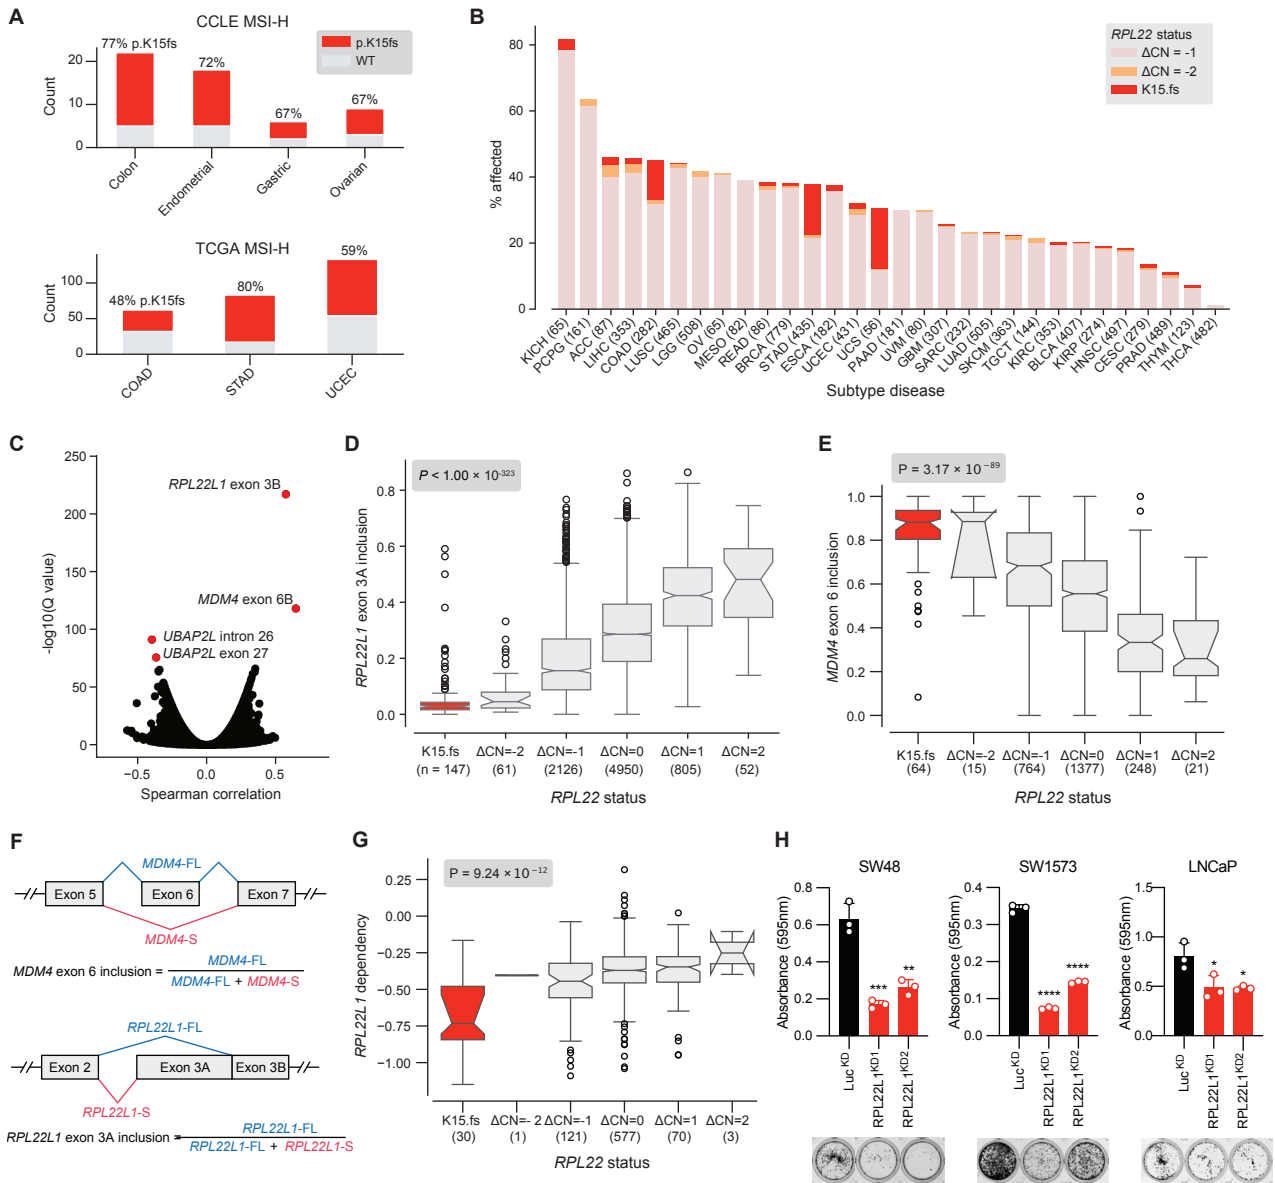 A
CCLE MSI-H
77% p.K15fs
72%
67%
67%
p.K15fs
WT
Count
20
10
0
Colon
Endometrial
Gastric
Ovarian
TCGA MSI-H
48% p.K15fs
80%
59%
Count
100
50
0
COAD
STAD
UCEC
B
RPL22 status
ΔCN = -1
ΔCN = -2
K15.fs
% affected
80
60
40
20
0
KICH (65)
PCPG (161)
ACC (87)
LIHC (353)
COAD (282)
LUSC (465)
LGG (508)
OV (65)
MESO (82)
READ (86)
BRCA (779)
STAD (435)
ESCA (182)
UCEC (431)
UCS (56)
PAAD (181)
UVM (80)
GBM (307)
SARC (232)
LUAD (505)
SKCM (363)
TGCT (144)
KIRC (353)
BLCA (407)
KIRP (274)
HNSC (497)
CESC (279)
PRAD (489)
THYM (123)
THCA (482)
Subtype disease
C
-log10(Q value)
250
200
150
100
50
0
RPL22L1 exon 3B
MDM4 exon 6B
UBAP2L intron 26
UBAP2L exon 27
−0.5 0.0 0.5
Spearman correlation
D
P < 1.00 × 10-323
RPL22L1 exon 3A inclusion
0.8
0.6
0.4
0.2
0.0
K15.fs ΔCN=-2 ΔCN=-1 ΔCN=0 ΔCN=1 ΔCN=2
(n = 147) (61) (2126) (4950) (805) (52)
RPL22 status
E
P = 3.17 × 10 −89
MDM4 exon 6 inclusion
1.0
0.8
0.6
0.4
0.2
0.0
K15.fs ΔCN=-2 ΔCN=-1 ΔCN=0 ΔCN=1 ΔCN=2
(64) (15) (764) (1377) (248) (21)
RPL22 status
F
MDM4-FL
Exon 5 Exon 6 Exon 7
MDM4-S
MDM4 exon 6 inclusion = MDM4-FL
MDM4-FL + MDM4-S
RPL22L1-FL
Exon 2 Exon 3A Exon 3B
RPL22L1-S
RPL22L1 exon 3A inclusion = RPL22L1-FL
RPL22L1-FL + RPL22L1-S
G
P = 9.24 × 10 −12
RPL22L1 dependency
0.25
0.00
−0.25
−0.50
−0.75
−1.00
K15.fs ΔCN=- 2 ΔCN=-1 ΔCN=0 ΔCN=1 ΔCN=2
(30) (1) (121) (577) (70) (3)
RPL22 status
H
SW48
Absorbance (595nm)
0.8
0.6
0.4
0.2
0.0
***
**
LucKD
RPL22L1KD1
RPL22L1KD2
SW1573
Absorbance (595nm)
0.4
0.3
0.2
0.1
0.0
****
****
LucKD
RPL22L1KD1
RPL22L1KD2
LNCaP
Absorbance (595nm)
1.5
1.0
0.5
0.0
*
*
LucKD
RPL22L1KD1
RPL22L1KD2